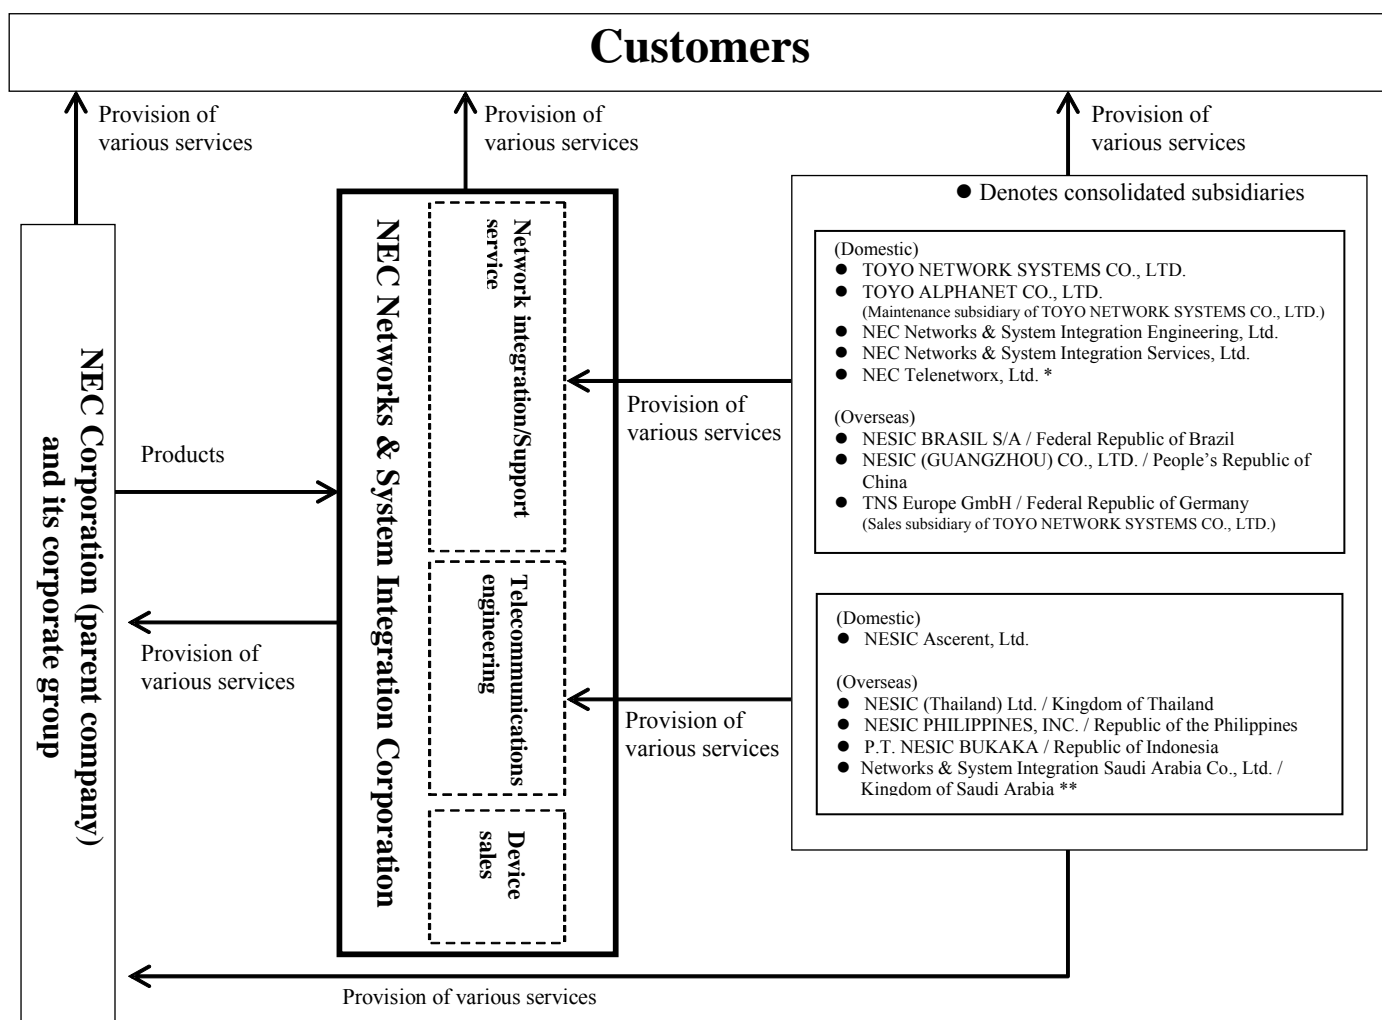 Customers
Provision of
various services
Provision of
various services
Provision of
various services
NEC Corporation (parent company)
and its corporate group
Products
Provision of
various services
NEC Networks & System Integration Corporation
Network integration/Support
service
Telecommunications
engineering
Device
sales
Provision of
various services
Provision of
various services
● Denotes consolidated subsidiaries
(Domestic)
● TOYO NETWORK SYSTEMS CO., LTD.
● TOYO ALPHANET CO., LTD.
(Maintenance subsidiary of TOYO NETWORK SYSTEMS CO., LTD.)
● NEC Networks & System Integration Engineering, Ltd.
● NEC Networks & System Integration Services, Ltd.
● NEC Telenetworx, Ltd. *
(Overseas)
● NESIC BRASIL S/A / Federal Republic of Brazil
● NESIC (GUANGZHOU) CO., LTD. / People’s Republic of
China
● TNS Europe GmbH / Federal Republic of Germany
(Sales subsidiary of TOYO NETWORK SYSTEMS CO., LTD.)
(Domestic)
● NESIC Ascerent, Ltd.
(Overseas)
● NESIC (Thailand) Ltd. / Kingdom of Thailand
● NESIC PHILIPPINES, INC. / Republic of the Philippines
● P.T. NESIC BUKAKA / Republic of Indonesia
● Networks & System Integration Saudi Arabia Co., Ltd. /
Kingdom of Saudi Arabia **
Provision of various services